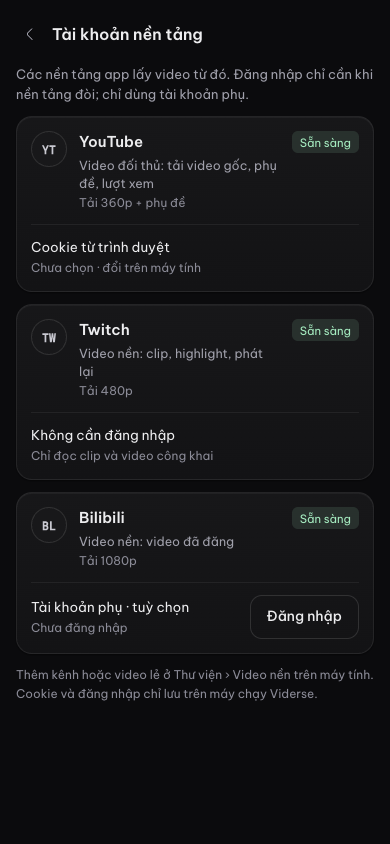 Tài khoản nền tảng
Các nền tảng app lấy video từ đó. Đăng nhập chỉ cần khi
nền tảng đòi; chỉ dùng tài khoản phụ.
YT
YouTube
Sẵn sàng
Video đối thủ: tải video gốc, phụ
đề, lượt xem
Tải 360p + phụ đề
Cookie từ trình duyệt
Chưa chọn · đổi trên máy tính
TW
Twitch
Sẵn sàng
Video nền: clip, highlight, phát
lại
Tải 480p
Không cần đăng nhập
Chỉ đọc clip và video công khai
BL
Bilibili
Sẵn sàng
Video nền: video đã đăng
Tải 1080p
Tài khoản phụ · tuỳ chọn
Chưa đăng nhập
Đăng nhập
Thêm kênh hoặc video lẻ ở Thư viện › Video nền trên máy tính.
Cookie và đăng nhập chỉ lưu trên máy chạy Viderse.